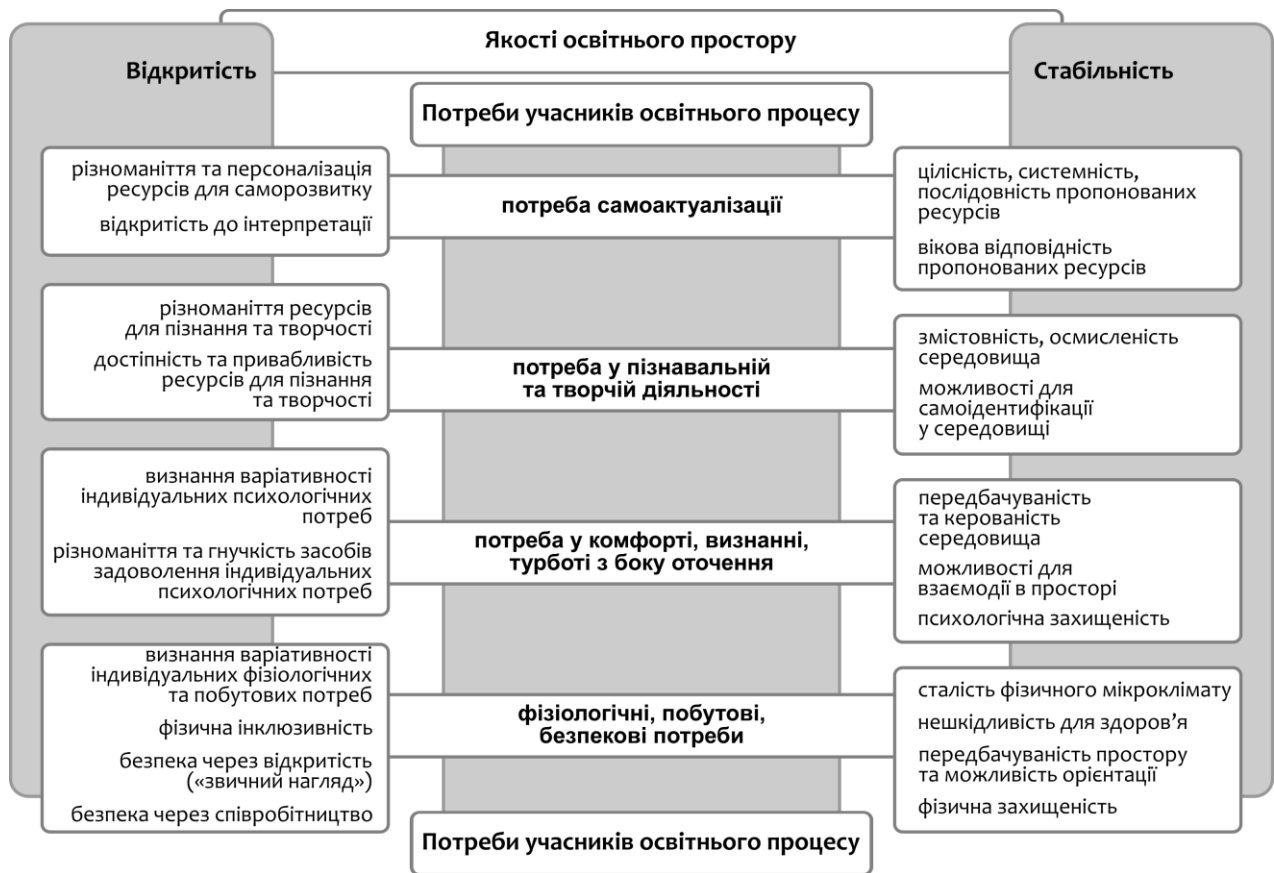 Якості освітнього простору
Відкритість
Стабільність
Потреби учасників освітнього процесу
різноманіття та персоналізація
ресурсів для саморозвитку
відкритість до інтерпретації
потреба самоактуалізації
цілісність, системність,
послідовність пропонованих
ресурсів
вікова відповідність
пропонованих ресурсів
різноманіття ресурсів
для пізнання та творчості
достіпність та привабливість
ресурсів для пізнання
та творчості
потреба у пізнавальній
та творчій діяльності
змістовність, осмисленість
середовища
можливості для
самоідентифікації
у середовищі
визнання варіативності
індивідуальних психологічних
потреб
різноманіття та гнучкість засобів
задоволення індивідуальних
психологічних потреб
потреба у комфорті, визнанні,
турботі з боку оточення
передбачуваність
та керованість
середовища
можливості для
взаємодії в просторі
психологічна захищеність
визнання варіативності
індивідуальних фізіологічних
та побутових потреб
фізична інклюзивність
безпека через відкритість
(«звичний нагляд»)
безпека через співробітництво
фізіологічні, побутові,
безпекові потреби
сталість фізичного мікроклімату
нешкідливість для здоров’я
передбачуваність простору
та можливість орієнтації
фізична захищеність
Потреби учасників освітнього процесу